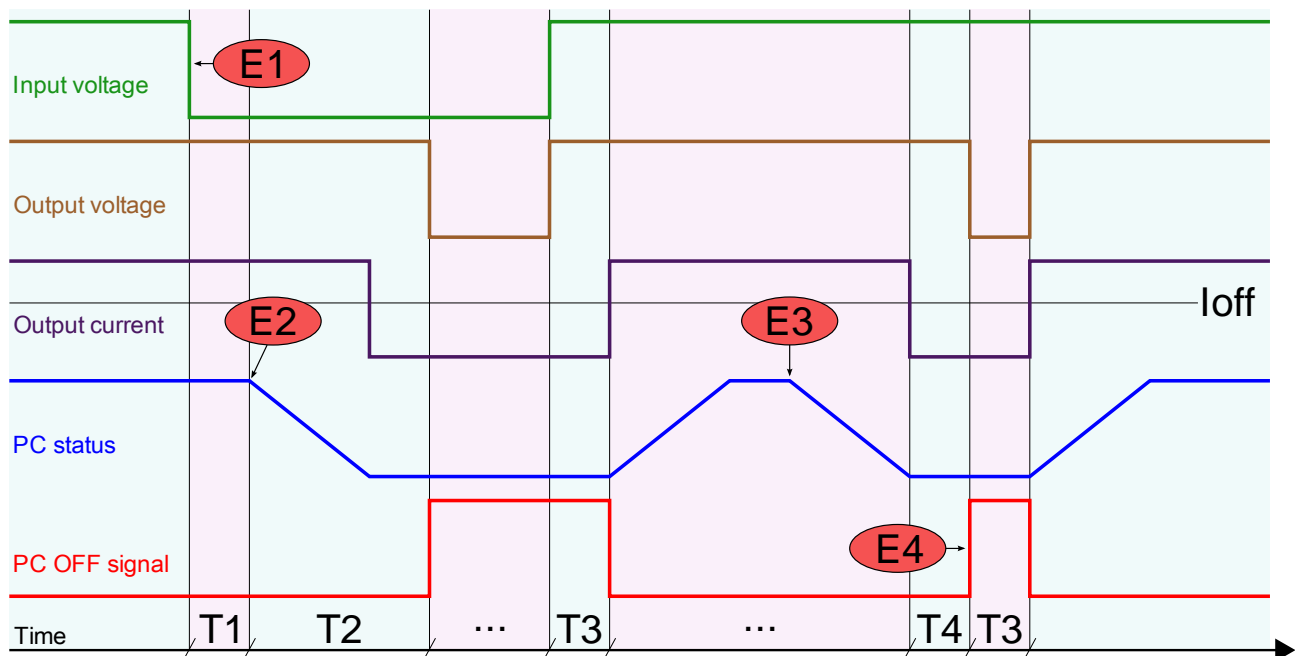 E1
Input voltage
Output voltage
Ioff
E2
E3
Output current
PC status
E4
PC OFF signal
Time
T1
T2
...
T3
...
T4
T3